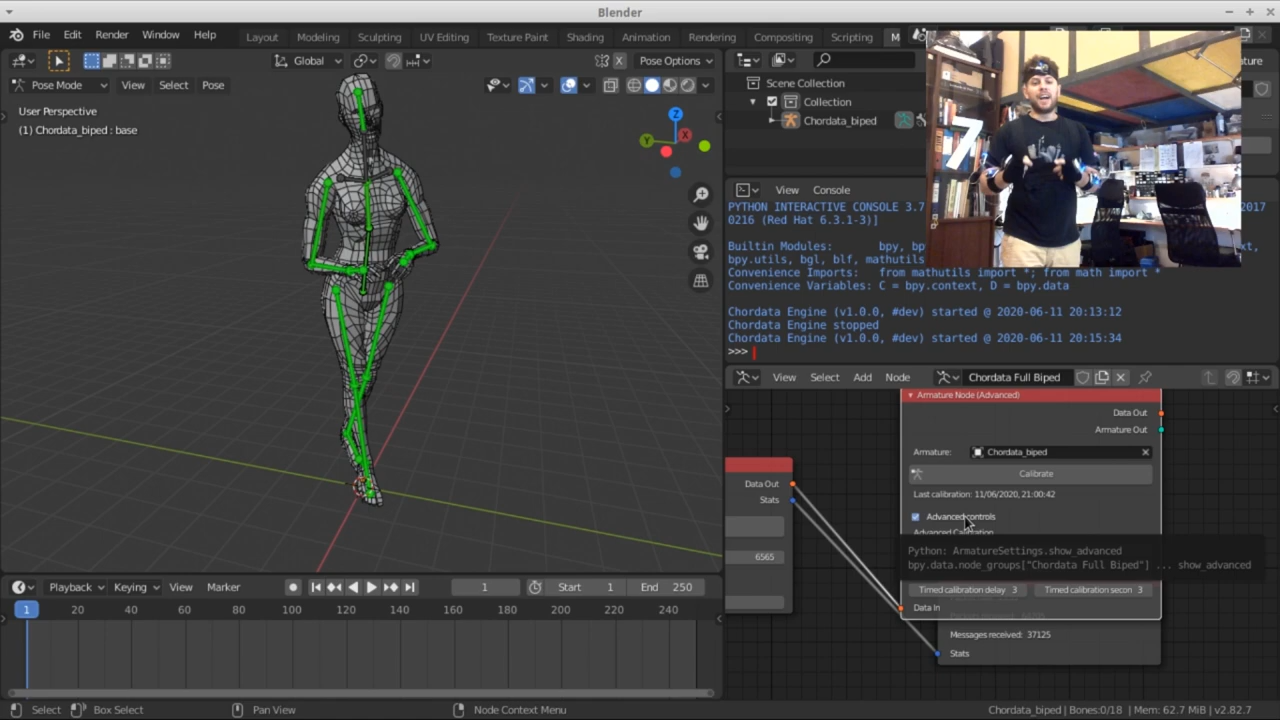 Blender
File Edit Render Window Help
Layout Modeling Sculpting UV Editing Texture Paint Shading Animation Rendering Compositing Scripting M
Global Pose Options
Pose Mode View Select Pose
User Perspective
(1) Chordata_biped : base
Z
X
Y
Scene Collection
Collection
Chordata_biped
ature
View Console
PYTHON INTERACTIVE CONSOLE 3.7 2017
0216 (Red Hat 6.3.1-3)]
Builtin Modules: bpy, bp xt,
bpy.utils, bgl, blf, mathutils
Convenience Imports: from mathutils import *; from math import *
Convenience Variables: C = bpy.context, D = bpy.data
Chordata Engine (v1.0.0, #dev) started @ 2020-06-11 20:13:12
Chordata Engine stopped
Chordata Engine (v1.0.0, #dev) started @ 2020-06-11 20:15:34
>>>
View Select Add Node Chordata Full Biped
Armature Node (Advanced)
Data Out
Armature Out
Armature: Chordata_biped
Calibrate
Last calibration: 11/06/2020, 21:00:42
Advanced controls
Advanced Calibration
Python: ArmatureSettings.show_advanced
bpy.data.node_groups["Chordata Full Biped"] ... show_advanced
Timed calibration delay 3 Timed calibration secon 3
Data In
Messages received: 37125
Stats
Data Out
Stats
6565
Playback Keying View Marker 1 Start 1 End 250
1 20 40 60 80 100 120 140 160 180 200 220 240
Select Box Select Pan View Node Context Menu Chordata_biped | Bones:0/18 | Mem: 62.7 MiB | v2.82.7